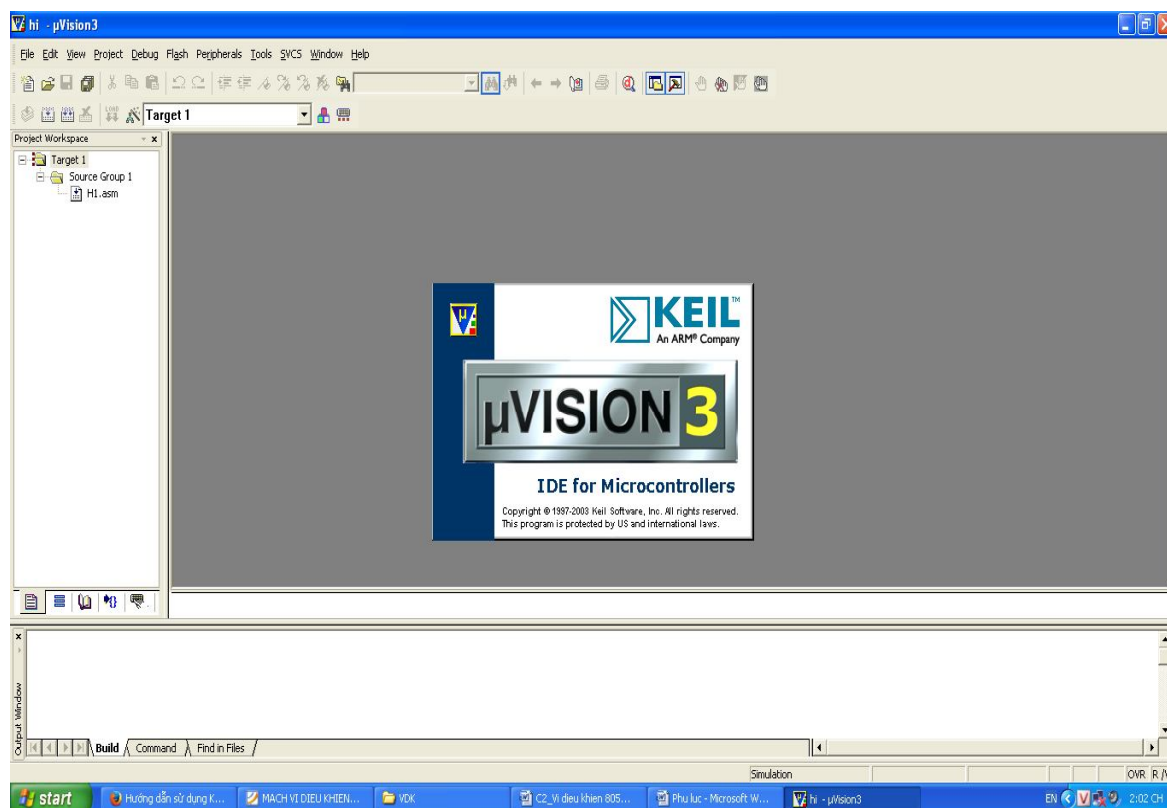 hi - µVision3
File Edit View Project Debug Flash Peripherals Tools SVCS Window Help
Target 1
Project Workspace
Target 1
Source Group 1
H1.asm
KEIL™
An ARM® Company
µVISION 3
IDE for Microcontrollers
Copyright © 1997-2003 Keil Software, Inc. All rights reserved.
This program is protected by US and international laws.
Output Window
Build Command Find in Files
Simulation
OVR R
start Hướng dẫn sử dụng K... MACH VI DIEU KHIEN... VDK C2_Vi dieu khien 805... Phu luc - Microsoft W... hi - µVision3 EN 2:02 CH